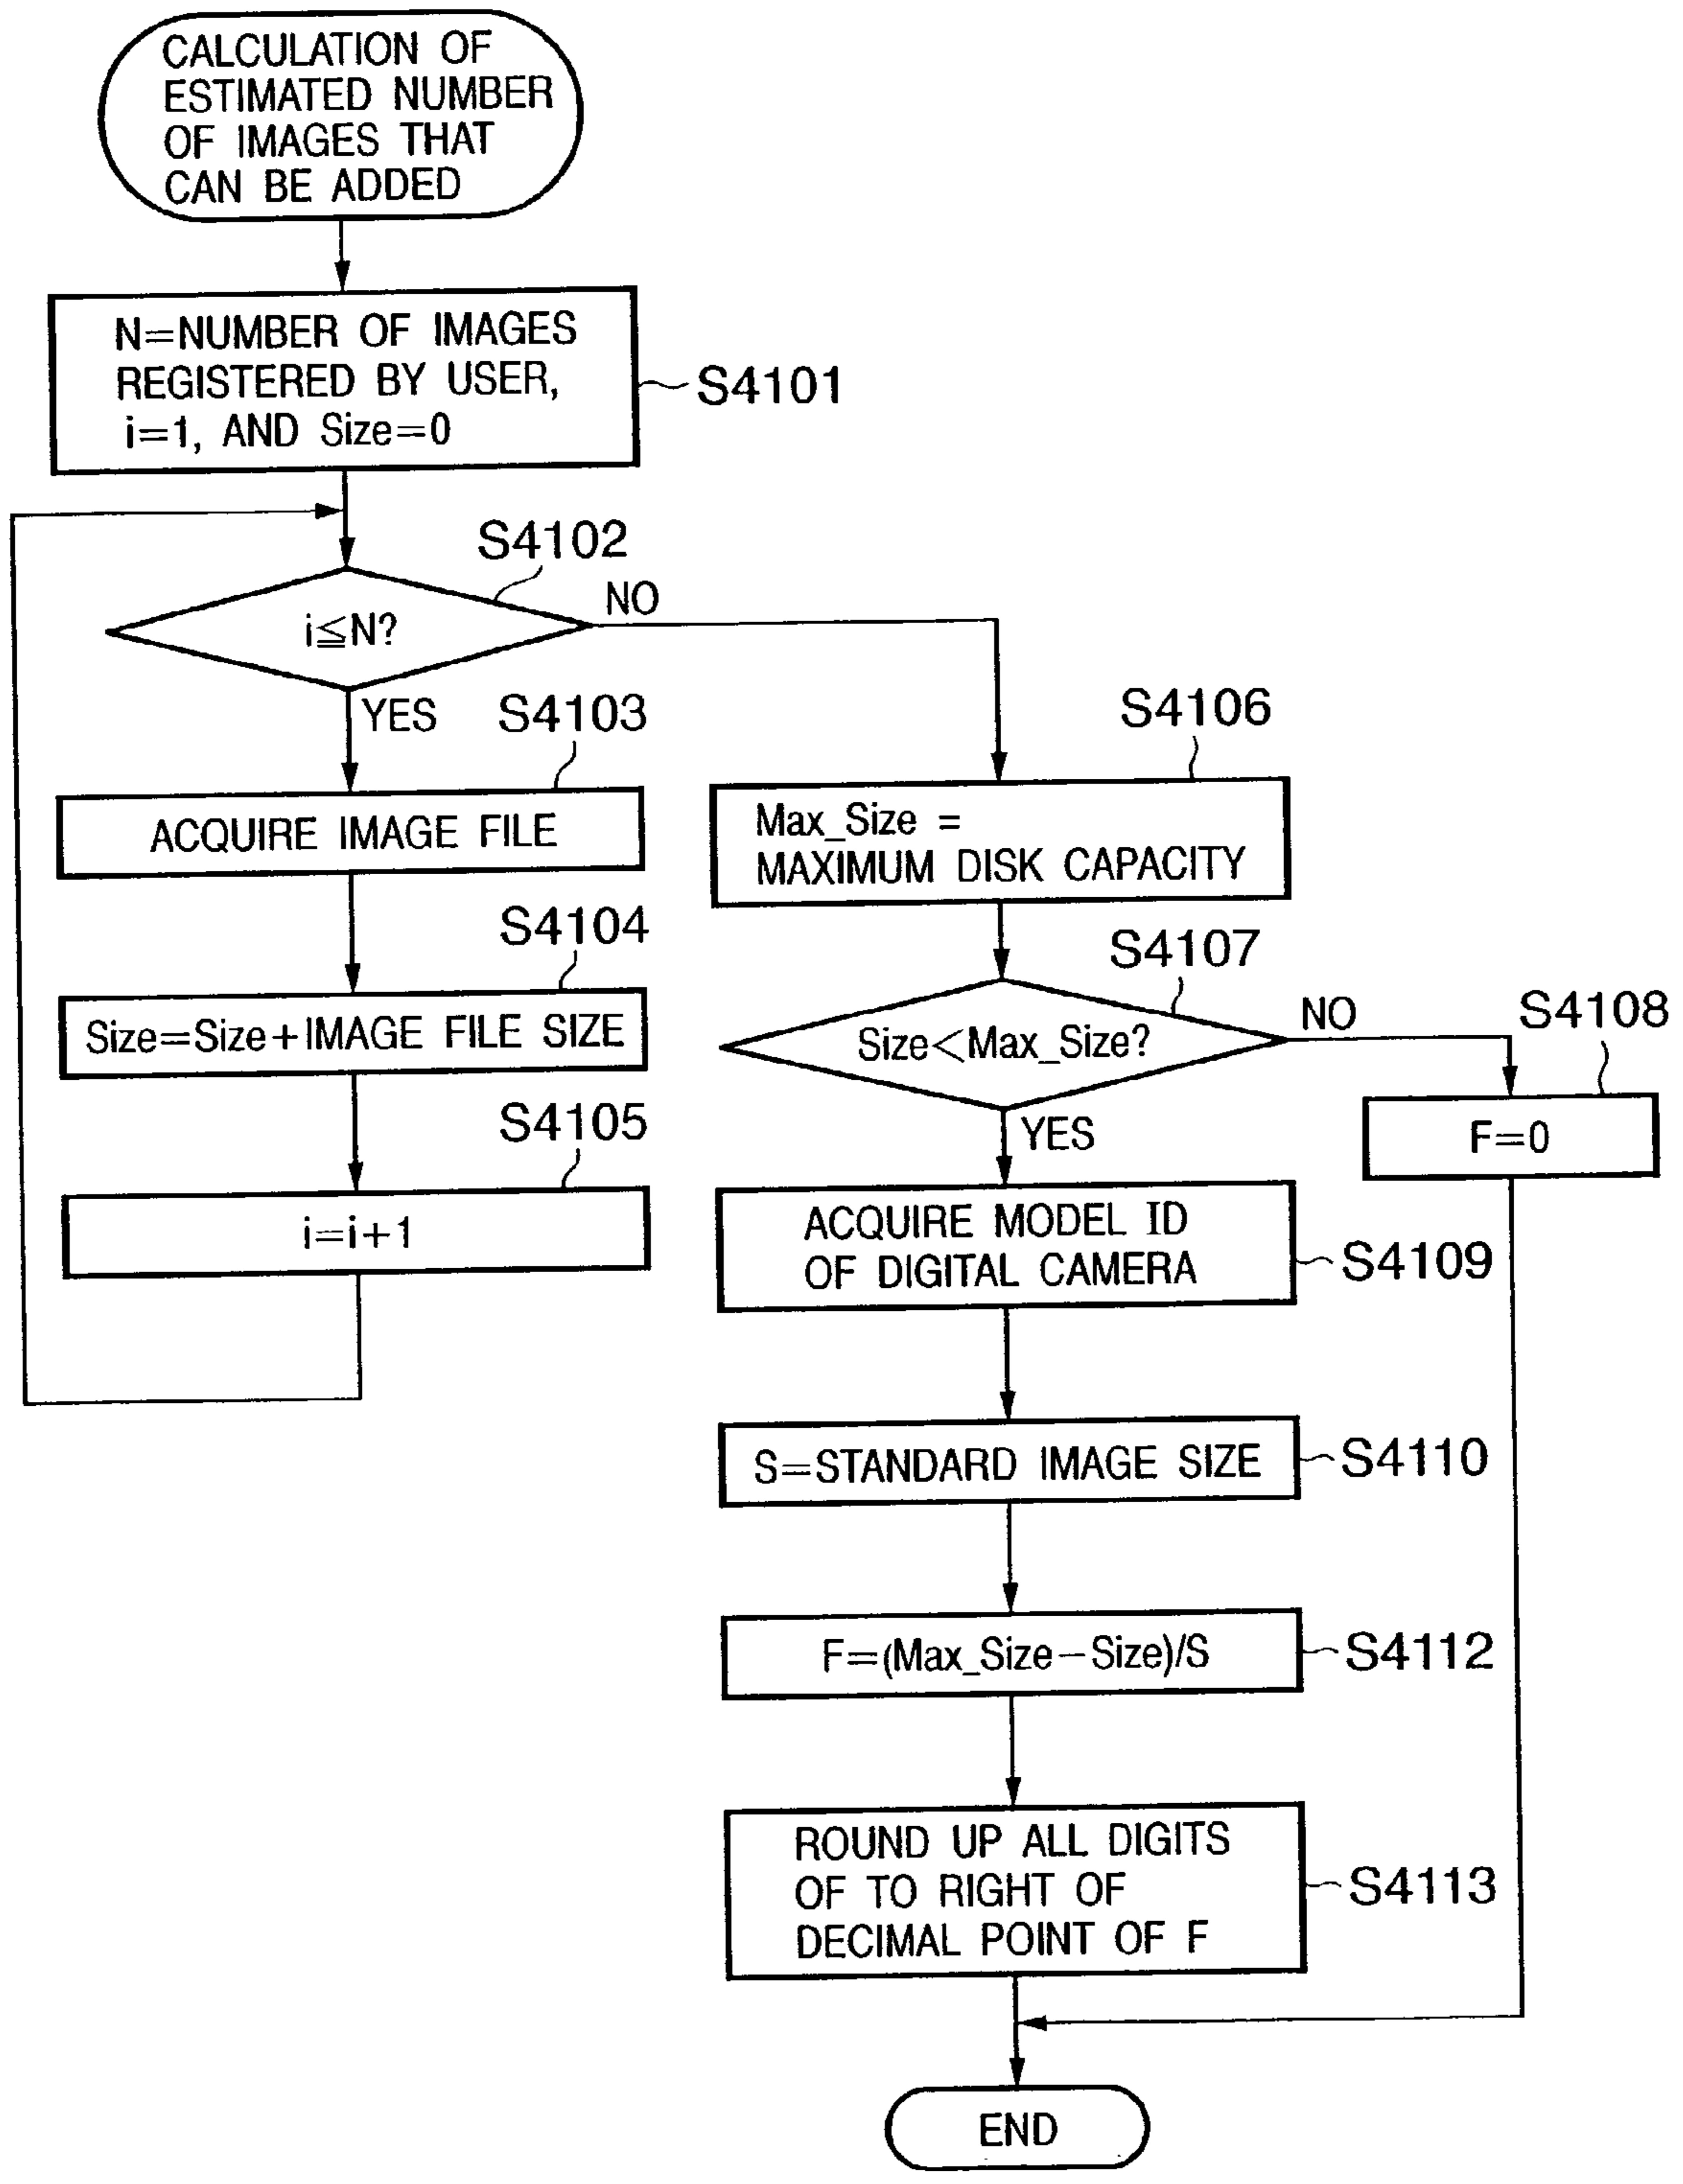 CALCULATION OF
ESTIMATED NUMBER
OF IMAGES THAT
CAN BE ADDED
N=NUMBER OF IMAGES
REGISTERED BY USER,
i=1, AND Size=0
S4101
S4102
i≦N?
NO
YES
S4103
ACQUIRE IMAGE FILE
S4104
Size=Size+IMAGE FILE SIZE
S4105
i=i+1
S4106
Max_Size =
MAXIMUM DISK CAPACITY
S4107
Size<Max_Size?
NO
S4108
F=0
YES
ACQUIRE MODEL ID
OF DIGITAL CAMERA
S4109
S=STANDARD IMAGE SIZE
S4110
F=(Max_Size-Size)/S
S4112
ROUND UP ALL DIGITS
OF TO RIGHT OF
DECIMAL POINT OF F
S4113
END